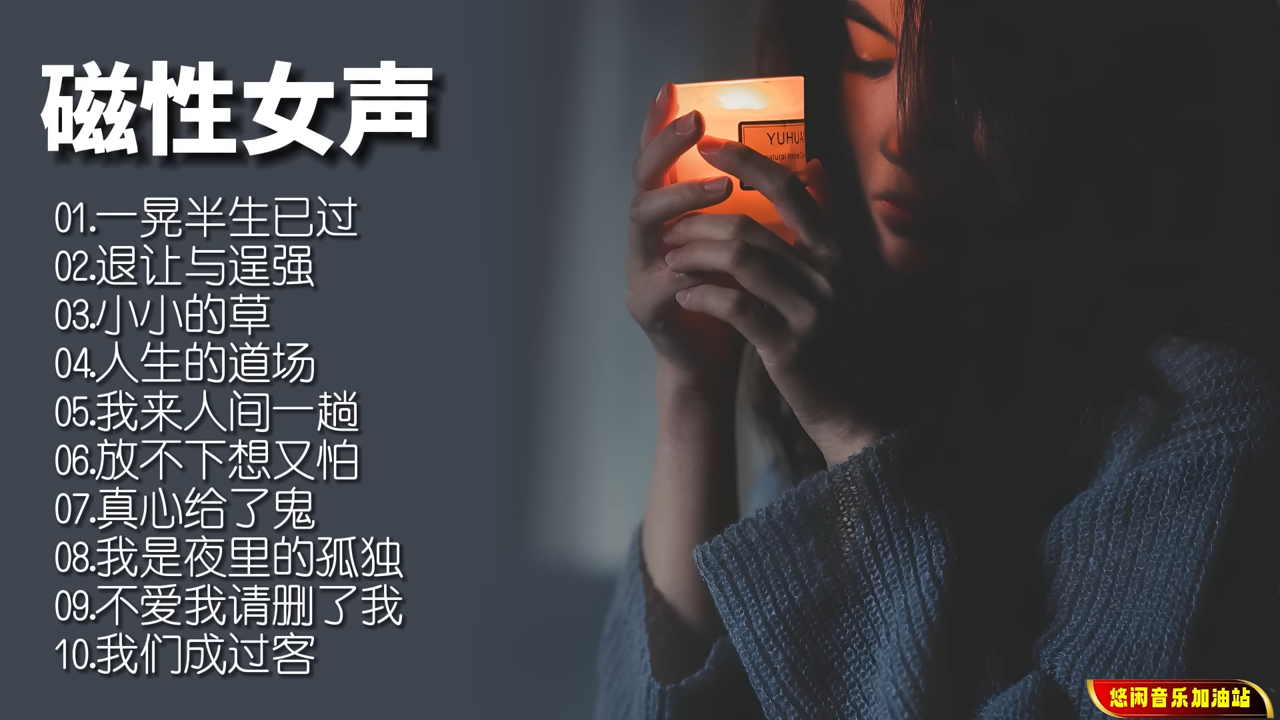 磁性女声
01.一晃半生已过
02.退让与逞强
03.小小的草
04.人生的道场
05.我来人间一趟
06.放不下想又怕
07.真心给了鬼
08.我是夜里的孤独
09.不爱我请删了我
10.我们成过客
YUHUA
natural
悠闲音乐加油站